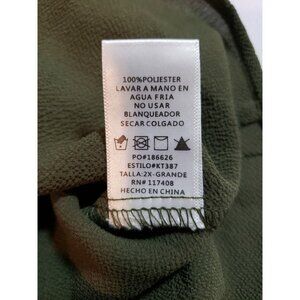 100%POLIESTER
LAVAR A MANO EN
AGUA FRIA
NO USAR
BLANQUEADOR
SECAR COLGADO
PO#186626
ESTILO#KT387
TALLA:2X-GRANDE
RN# 117408
HECHO EN CHINA